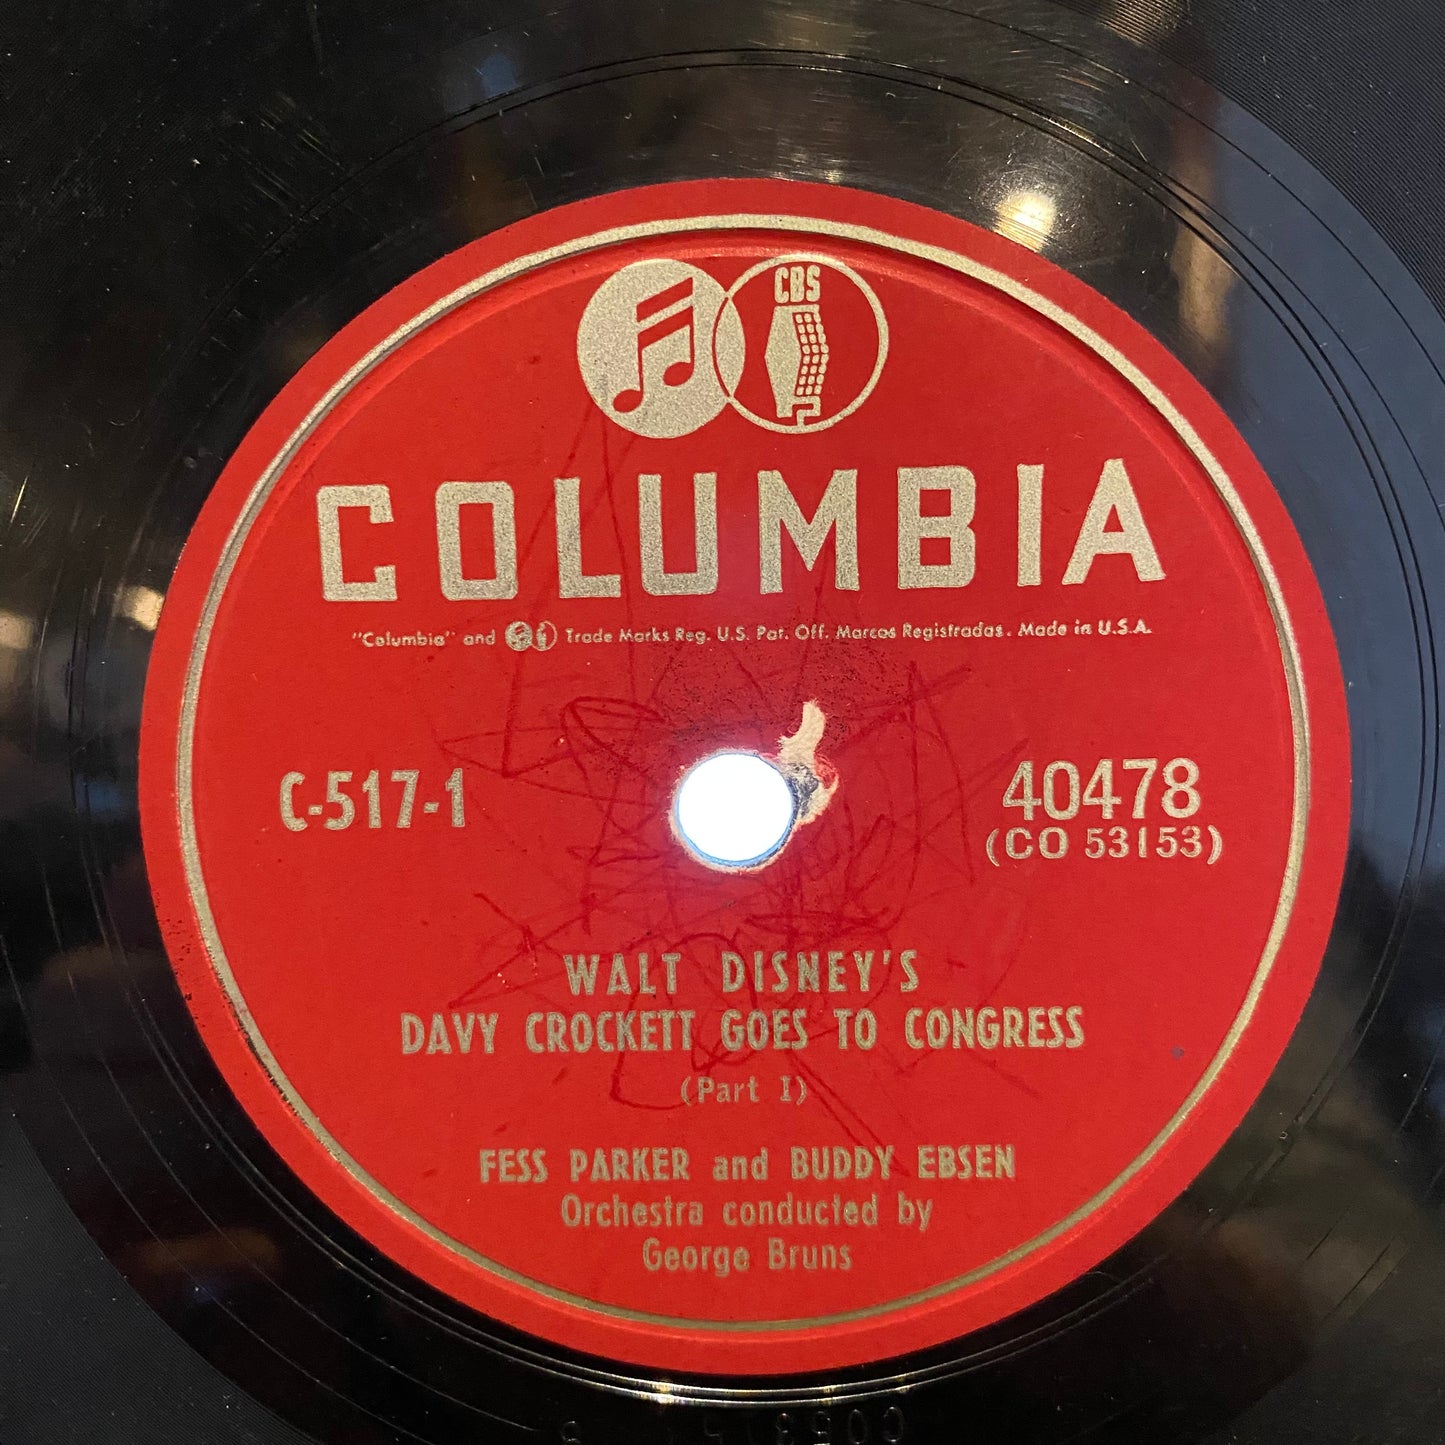 CBS
COLUMBIA
"Columbia" and Trade Marks Reg. U.S. Pat. Off. Marcas Registradas. Made in U.S.A.
C-517-1
40478
(CO 53153)
WALT DISNEY'S
DAVY CROCKETT GOES TO CONGRESS
(Part I)
FESS PARKER and BUDDY EBSEN
Orchestra conducted by
George Bruns